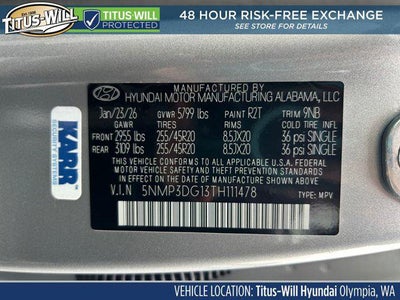 TITUS-WILL
TITUS-WILL PROTECTED
48 HOUR RISK-FREE EXCHANGE
KARR
SECURITY SYSTEMS
MANUFACTURED BY
HYUNDAI MOTOR MANUFACTURING ALABAMA, LLC
Jan/23/26 GVWR 5799 lbs PAINT R2T TRIM 9NB
GAWR TIRES RIMS COLD TIRE INFL
FRONT 2955 lbs 255/45R20 8.5JX20 36 psi SINGLE
REAR 3109 lbs 255/45R20 8.5JX20 36 psi SINGLE
THIS VEHICLE CONFORMS TO ALL APPLICABLE U.S. FEDERAL
MOTOR VEHICLE SAFETY AND THEFT PREVENTION STANDARDS
IN EFFECT ON THE DATE OF MANUFACTURE SHOWN ABOVE.
V.I.N 5NMP3DG13TH111478
TYPE: MPV
VEHICLE LOCATION: Titus-Will Hyundai Olympia, WA